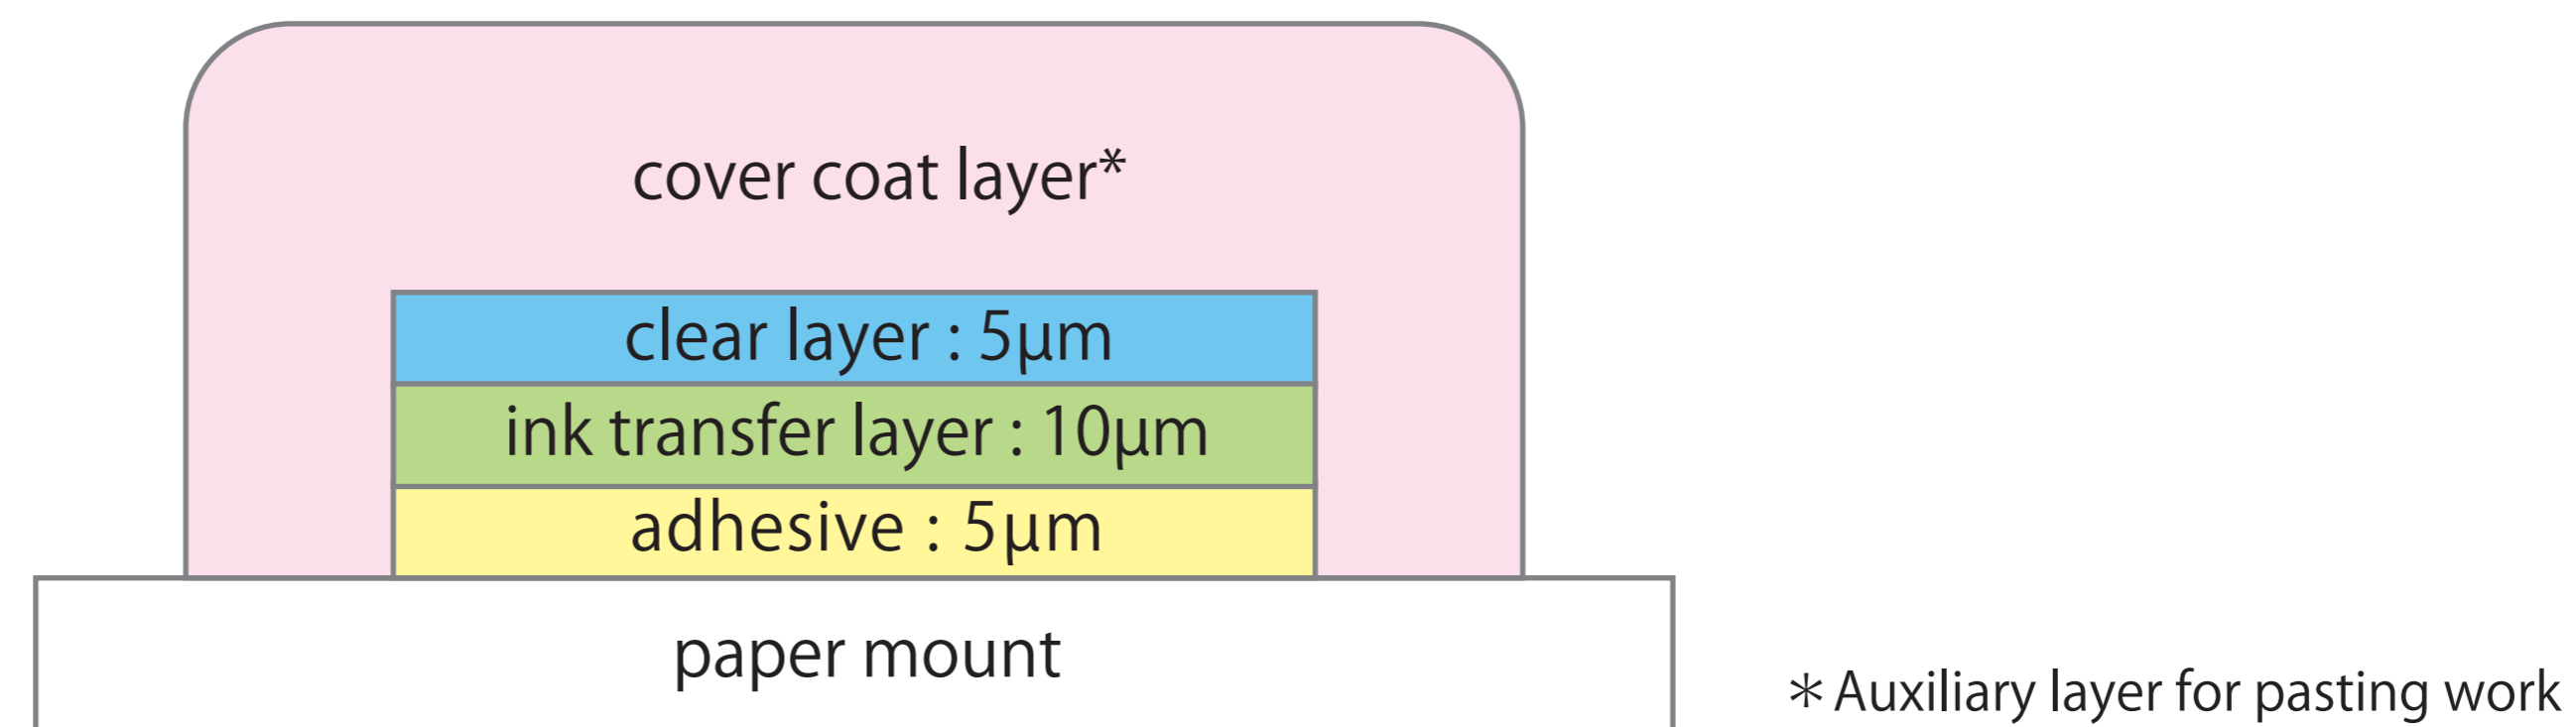 cover coat layer*
clear layer : 5μm
ink transfer layer : 10μm
adhesive : 5μm
paper mount
＊Auxiliary layer for pasting work